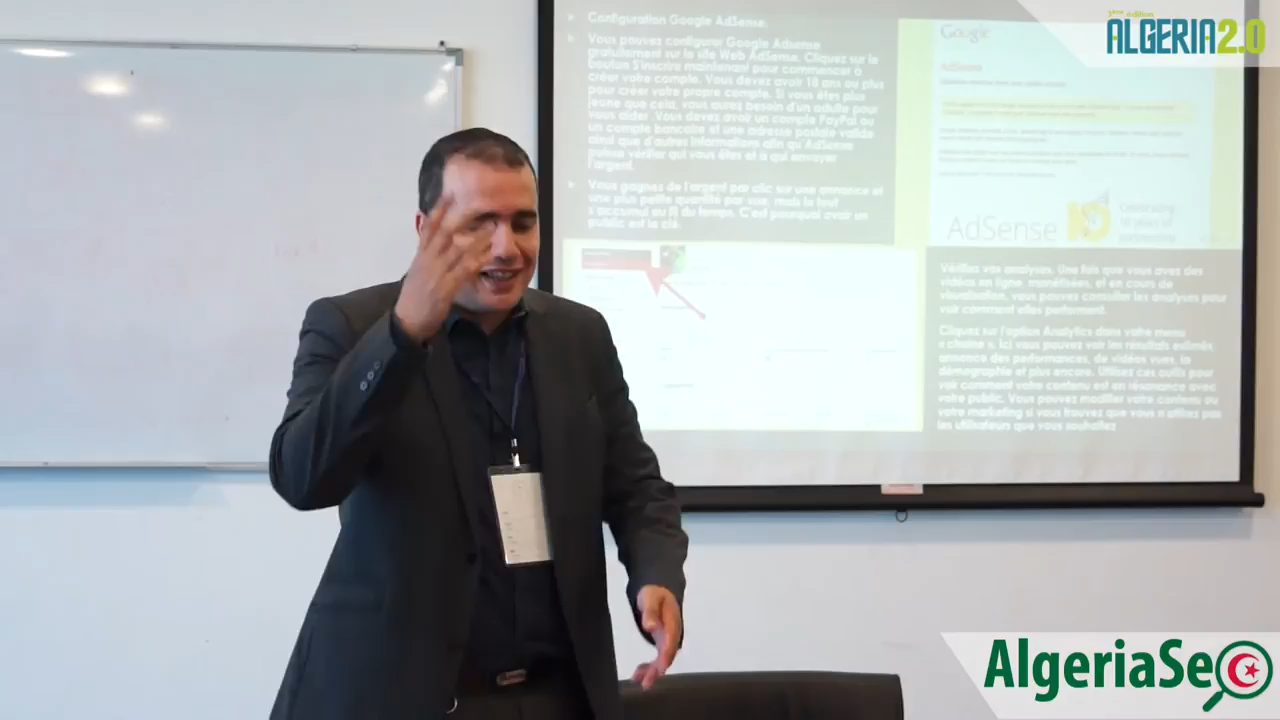 5ème edition
ALGERIA2.0
Configuration Google AdSense.
Vous pouvez configurer Google Adsense
gratuitement sur le site Web AdSense. Cliquez sur le
bouton S'inscrire maintenant pour commencer à
créer votre compte. Vous devez avoir 18 ans ou plus
pour créer votre propre compte. Si vous êtes plus
jeune que cela, vous aurez besoin d'un adulte pour
vous aider .Vous devez avoir un compte PayPal ou
un compte bancaire et une adresse postale valide
ainsi que d'autres informations afin qu'AdSense
puisse vérifier qui vous êtes et à qui envoyer
l'argent.
Vous gagnez de l'argent par clic sur une annonce et
une plus petite quantité par vue, mais le tout
s'accumul au fil du temps. C'est pourquoi avoir un
public est la clé.
Google
AdSense
AdSense 10
Celebrating
10 years of
Vérifiez vos analyses. Une fois que vous avez des
vidéos en ligne, monétisées, et en cours de
visualisation, vous pouvez consulter les analyses pour
voir comment elles performent.
Cliquez sur l'option Analytics dans votre menu
« chaîne ». Ici vous pouvez voir les résultats estimés,
annonce des performances, de vidéos vues, la
démographie et plus encore. Utilisez ces outils pour
voir comment votre contenu est en résonance avec
votre public. Vous pouvez modifier votre contenu ou
votre marketing si vous trouvez que vous n'attirez pas
les utilisateurs que vous souhaitez
AlgeriaSeo